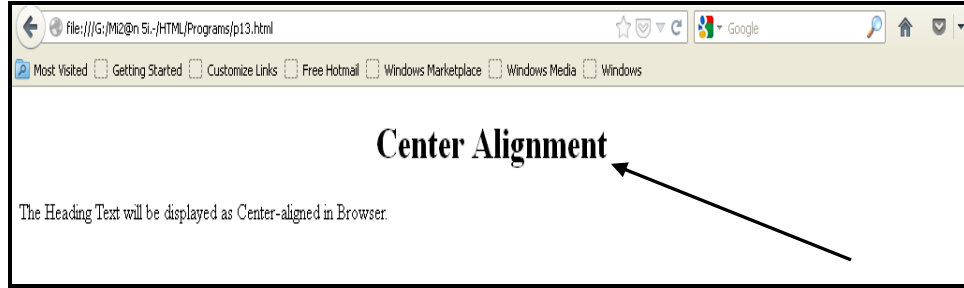 file:///G:/Mi2@n 5i.-/HTML/Programs/p13.html Google
Most Visited Getting Started Customize Links Free Hotmail Windows Marketplace Windows Media Windows
Center Alignment
The Heading Text will be displayed as Center-aligned in Browser.